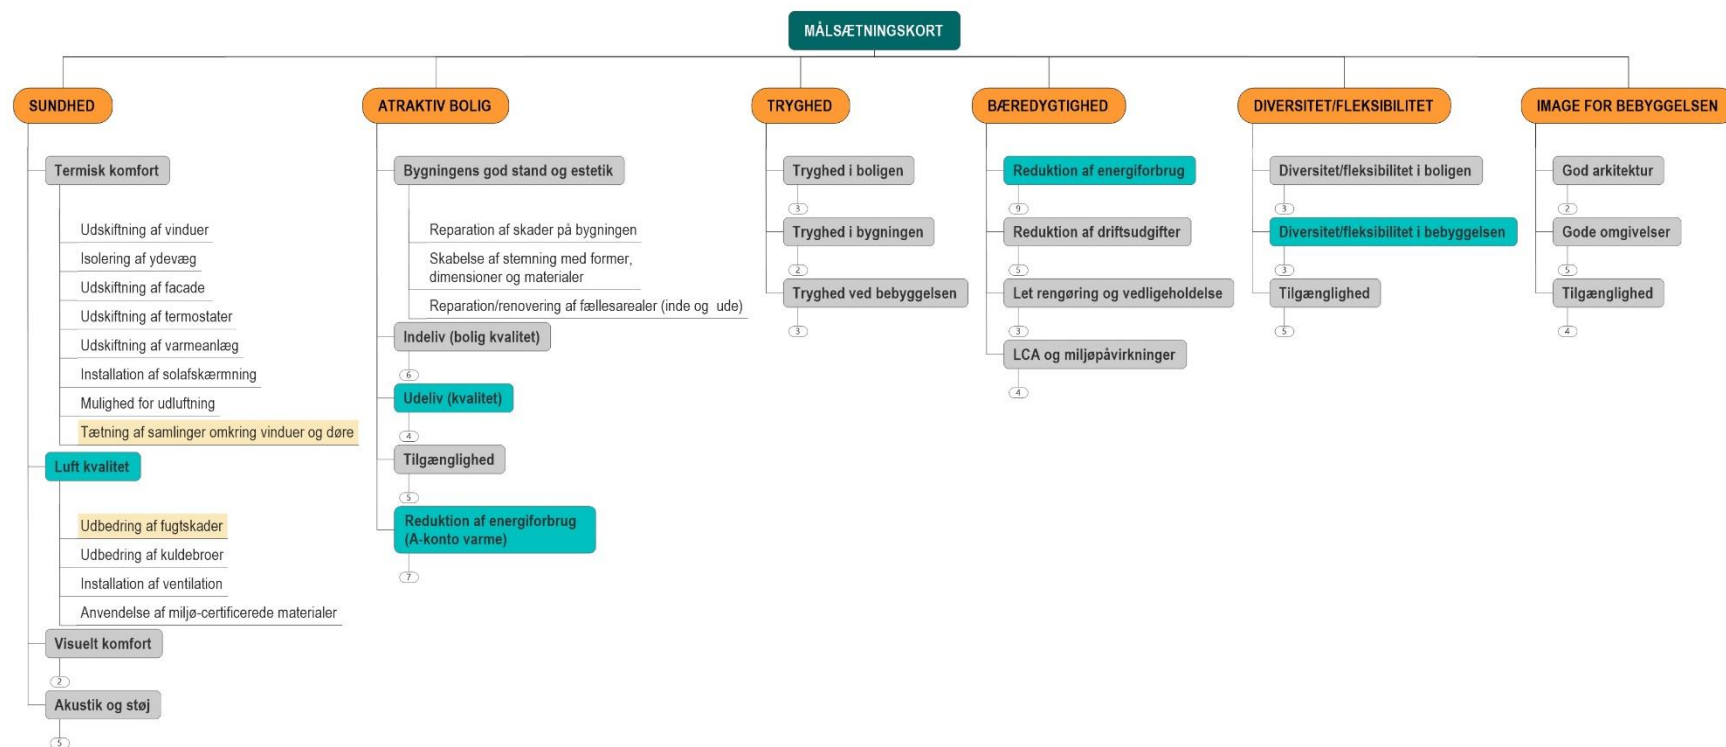 MÅLSÆTNINGSKORT
SUNDHED
Termisk komfort
Udskiftning af vinduer
Isolering af ydevæg
Udskiftning af facade
Udskiftning af termostater
Udskiftning af varmeanlæg
Installation af solafskærmning
Mulighed for udluftning
Tætning af samlinger omkring vinduer og døre
Luft kvalitet
Udbedring af fugtskader
Udbedring af kuldebroer
Installation af ventilation
Anvendelse af miljø-certificerede materialer
Visuelt komfort
2
Akustik og støj
5
ATRAKTIV BOLIG
Bygningens god stand og estetik
Reparation af skader på bygningen
Skabelse af stemning med former,
dimensioner og materialer
Reparation/renovering af fællesarealer (inde og ude)
Indeliv (bolig kvalitet)
6
Udeliv (kvalitet)
4
Tilgænglighed
5
Reduktion af energiforbrug
(A-konto varme)
7
TRYGHED
Tryghed i boligen
3
Tryghed i bygningen
2
Tryghed ved bebyggelsen
3
BÆREDYGTIGHED
Reduktion af energiforbrug
9
Reduktion af driftsudgifter
5
Let rengøring og vedligeholdelse
3
LCA og miljøpåvirkninger
4
DIVERSITET/FLEKSIBILITET
Diversitet/fleksibilitet i boligen
3
Diversitet/fleksibilitet i bebyggelsen
3
Tilgænglighed
5
IMAGE FOR BEBYGGELSEN
God arkitektur
2
Gode omgivelser
5
Tilgænglighed
4